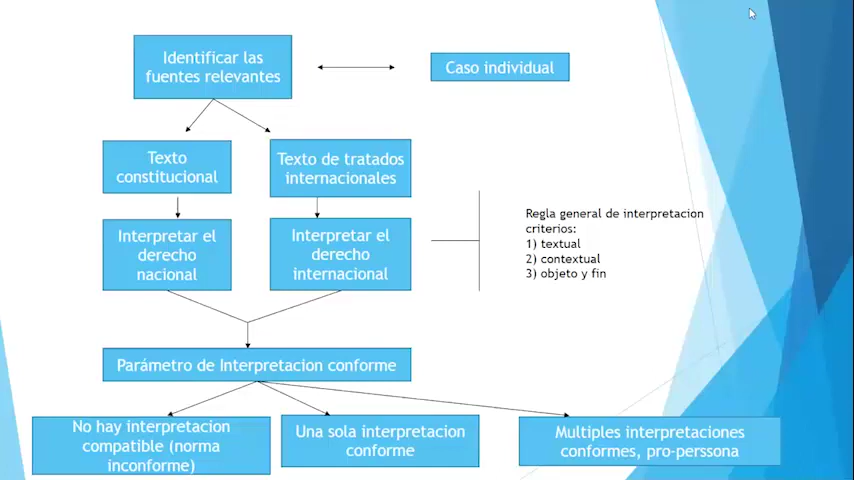 Identificar las
fuentes relevantes
Caso individual
Texto
constitucional
Texto de tratados
internacionales
Interpretar el
derecho
nacional
Interpretar el
derecho
internacional
Regla general de interpretacion
criterios:
1) textual
2) contextual
3) objeto y fin
Parámetro de Interpretacion conforme
No hay interpretacion
compatible (norma
inconforme)
Una sola interpretacion
conforme
Multiples interpretaciones
conformes, pro-perssona